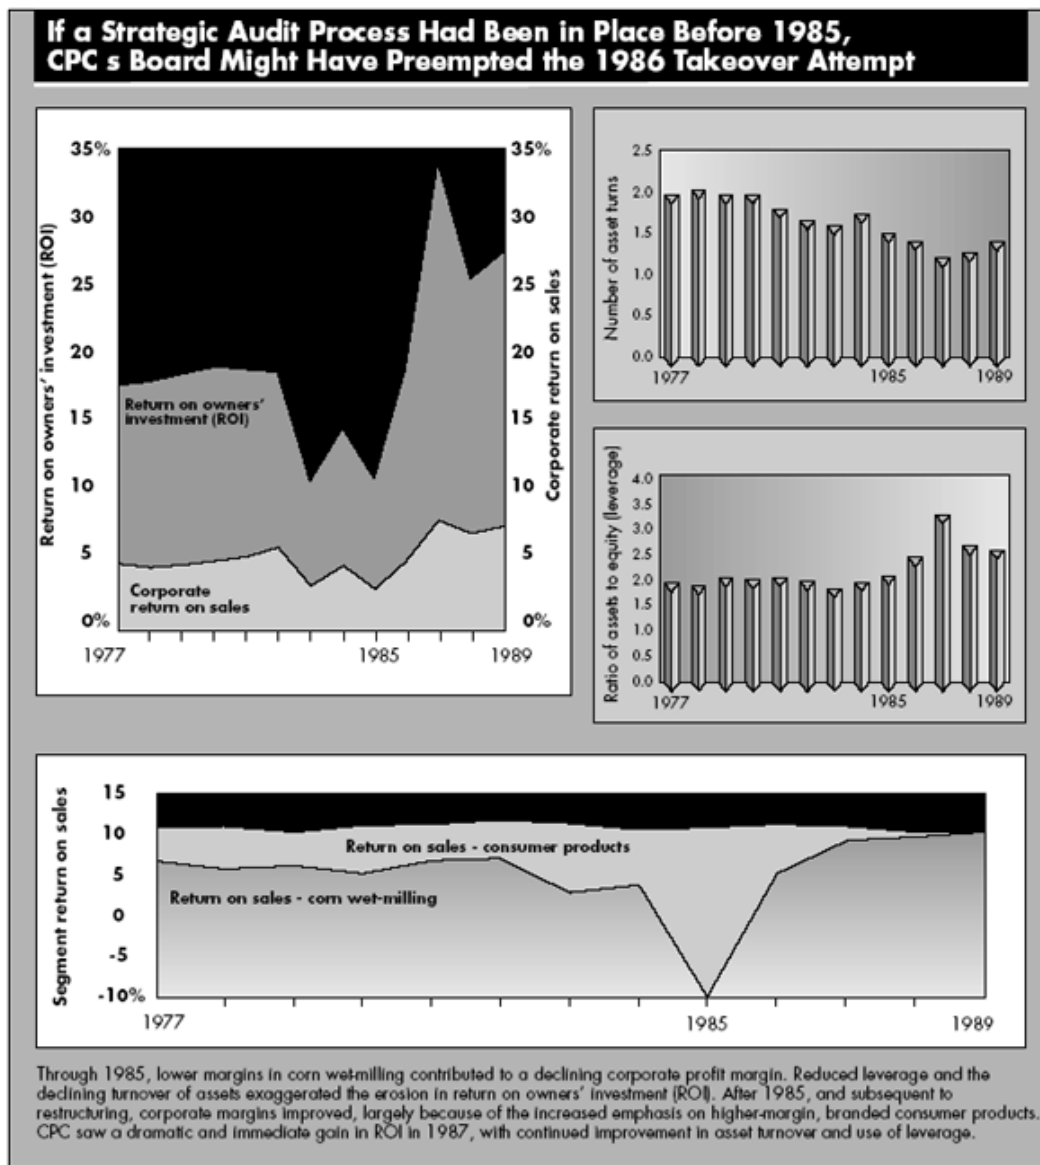 If a Strategic Audit Process Had Been in Place Before 1985,
CPC s Board Might Have Preempted the 1986 Takeover Attempt
35%
30
25
20
15
10
5
0%
Return on owners' investment (ROI)
Return on owners'
investment (ROI)
Corporate
return on sales
1977
1985
1989
35%
30
25
20
15
10
5
0%
Corporate return on sales
Number of asset turns
2.5
2.0
1.5
1.0
0.5
0.0
1977
1985
1989
Ratio of assets to equity (leverage)
4.0
3.5
3.0
2.5
2.0
1.5
1.0
0.5
0.0
1977
1985
1989
Segment return on sales
15
10
5
0
-5
-10%
Return on sales - consumer products
Return on sales - corn wet-milling
1977
1985
1989
Through 1985, lower margins in corn wet-milling contributed to a declining corporate profit margin. Reduced leverage and the
declining turnover of assets exaggerated the erosion in return on owners' investment (ROI). After 1985, and subsequent to
restructuring, corporate margins improved, largely because of the increased emphasis on higher-margin, branded consumer products.
CPC saw a dramatic and immediate gain in ROI in 1987, with continued improvement in asset turnover and use of leverage.